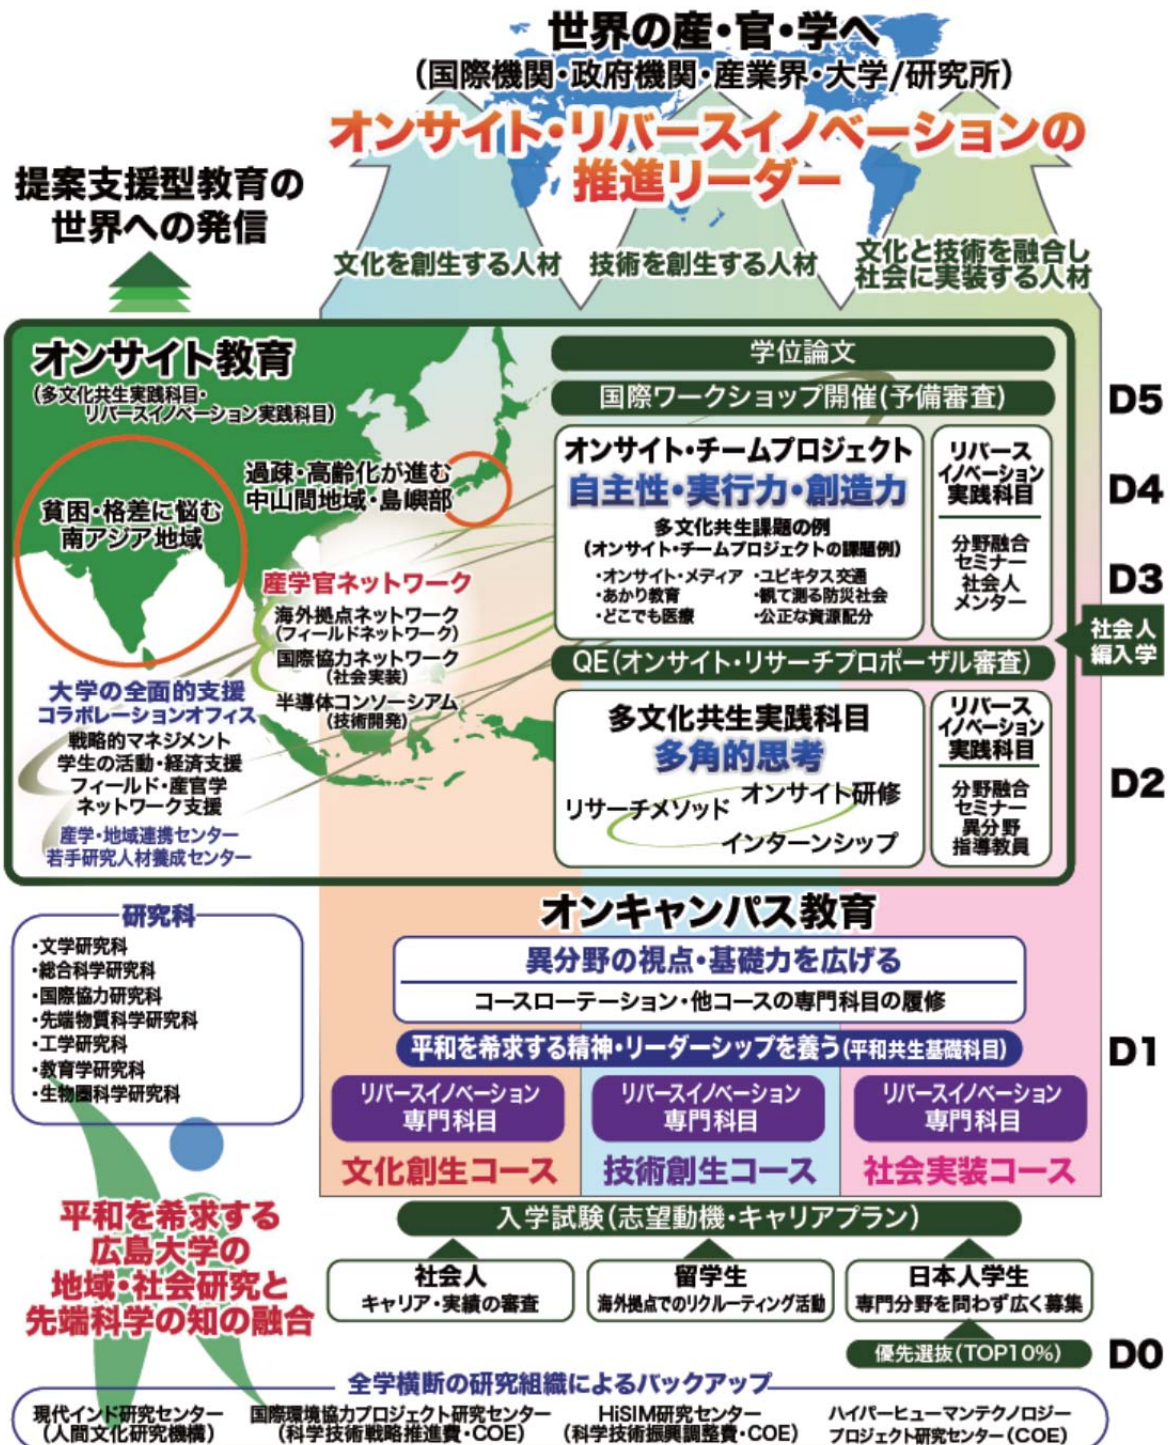 世界の産・官・学へ
(国際機関・政府機関・産業界・大学/研究所)
オンサイト・リバースイノベーションの
推進リーダー
提案支援型教育の
世界への発信
文化を創生する人材
技術を創生する人材
文化と技術を融合し
社会に実装する人材
オンサイト教育
(多文化共生実践科目・
リバースイノベーション実践科目)
貧困・格差に悩む
南アジア地域
過疎・高齢化が進む
中山間地域・島嶼部
産学官ネットワーク
海外拠点ネットワーク
(フィールドネットワーク)
国際協力ネットワーク
(社会実装)
半導体コンソーシアム
(技術開発)
大学の全面的支援
コラボレーションオフィス
戦略的マネジメント
学生の活動・経済支援
フィールド・産官学
ネットワーク支援
産学・地域連携センター
若手研究人材養成センター
学位論文
国際ワークショップ開催(予備審査)
D5
オンサイト・チームプロジェクト
自主性・実行力・創造力
多文化共生課題の例
(オンサイト・チームプロジェクトの課題例)
・オンサイト・メディア ・ユビキタス交通
・あかり教育 ・観て測る防災社会
・どこでも医療 ・公正な資源配分
リバース
イノベーション
実践科目
分野融合
セミナー
社会人
メンター
D4
D3
社会人
編入学
QE(オンサイト・リサーチプロポーザル審査)
多文化共生実践科目
多角的思考
オンサイト研修
リサーチメソッド
インターンシップ
リバース
イノベーション
実践科目
分野融合
セミナー
異分野
指導教員
D2
オンキャンパス教育
異分野の視点・基礎力を広げる
コースローテーション・他コースの専門科目の履修
平和を希求する精神・リーダーシップを養う(平和共生基礎科目)
D1
リバースイノベーション
専門科目
リバースイノベーション
専門科目
リバースイノベーション
専門科目
文化創生コース
技術創生コース
社会実装コース
研究科
・文学研究科
・総合科学研究科
・国際協力研究科
・先端物質科学研究科
・工学研究科
・教育学研究科
・生物圏科学研究科
平和を希求する
広島大学の
地域・社会研究と
先端科学の知の融合
入学試験(志望動機・キャリアプラン)
社会人
キャリア・実績の審査
留学生
海外拠点でのリクルーティング活動
日本人学生
専門分野を問わず広く募集
優先選抜(TOP10%)
D0
全学横断の研究組織によるバックアップ
現代インド研究センター
(人間文化研究機構)
国際環境協力プロジェクト研究センター
(科学技術戦略推進費・COE)
HiSIM研究センター
(科学技術振興調整費・COE)
ハイパーヒューマンテクノロジー
プロジェクト研究センター(COE)